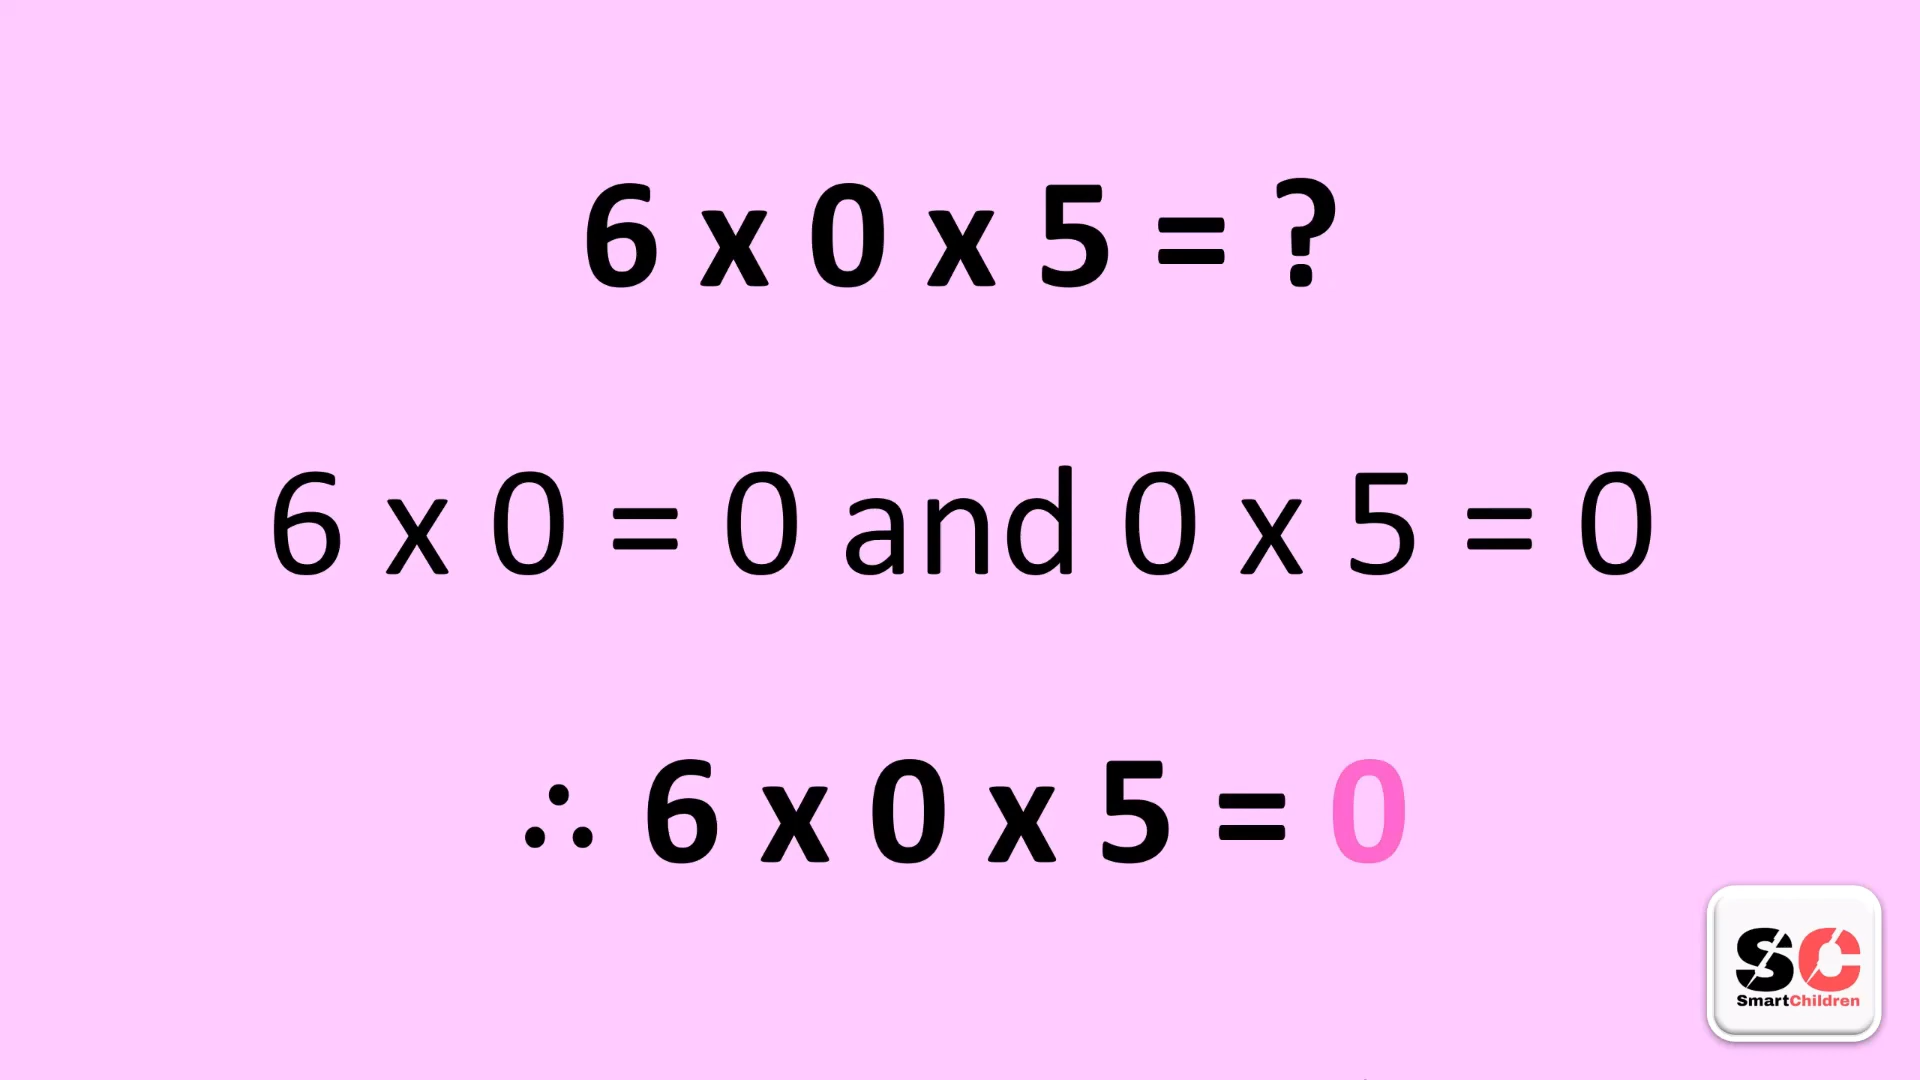 6 x 0 x 5 = ?
6 x 0 = 0 and 0 x 5 = 0
∴ 6 x 0 x 5 = 0
SC
SmartChildren